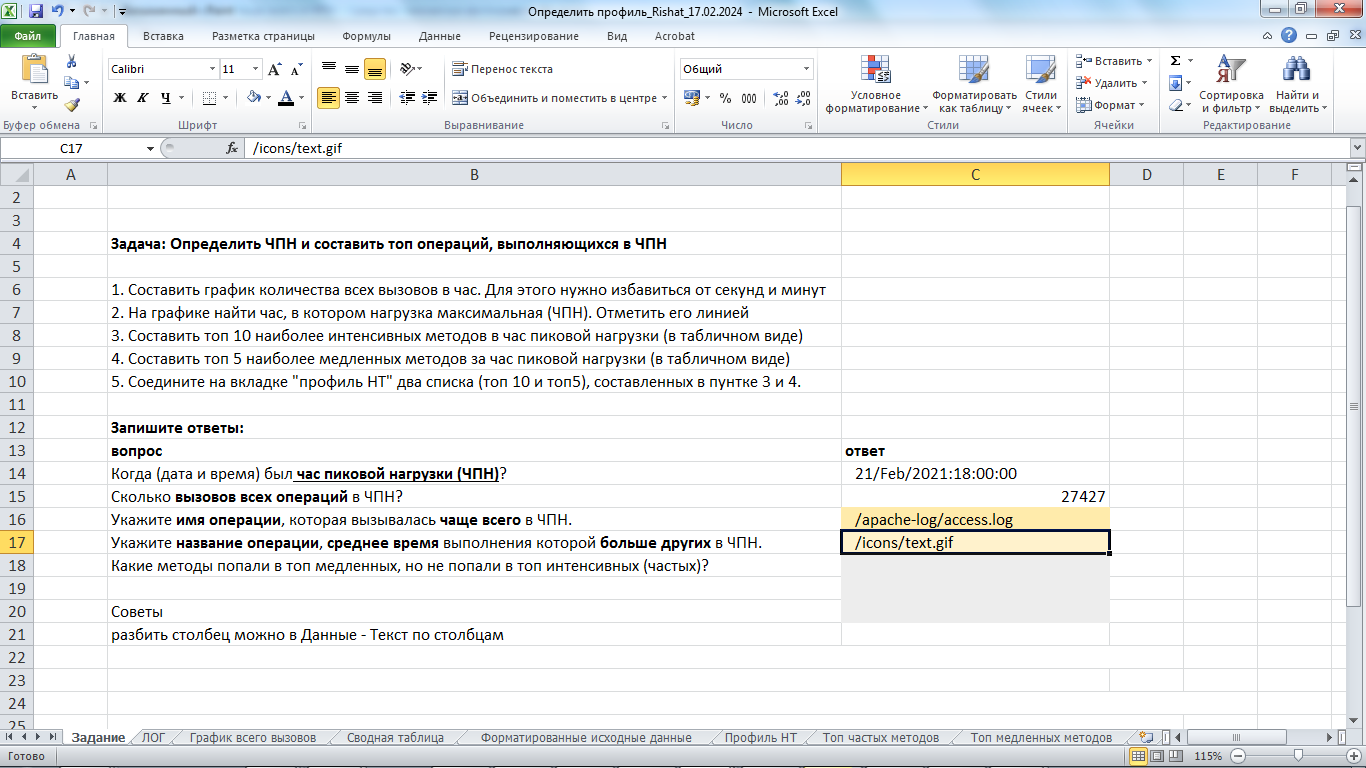 Определить профиль_Rishat_17.02.2024 - Microsoft Excel
Файл Главная Вставка Разметка страницы Формулы Данные Рецензирование Вид Acrobat
Calibri 11 Перенос текста Общий Вставить
Вставить Ж К Ч Объединить и поместить в центре % 000 Условное форматирование Форматировать как таблицу Стили ячеек Удалить Формат Сортировка и фильтр Найти и выделить
Буфер обмена Шрифт Выравнивание Число Стили Ячейки Редактирование
C17 fx /icons/text.gif
A B C D E F
2
3
4 Задача: Определить ЧПН и составить топ операций, выполняющихся в ЧПН
5
6 1. Составить график количества всех вызовов в час. Для этого нужно избавиться от секунд и минут
7 2. На графике найти час, в котором нагрузка максимальная (ЧПН). Отметить его линией
8 3. Составить топ 10 наиболее интенсивных методов в час пиковой нагрузки (в табличном виде)
9 4. Составить топ 5 наиболее медленных методов за час пиковой нагрузки (в табличном виде)
10 5. Соедините на вкладке "профиль НТ" два списка (топ 10 и топ5), составленных в пунтке 3 и 4.
11
12 Запишите ответы:
13 вопрос ответ
14 Когда (дата и время) был час пиковой нагрузки (ЧПН)? 21/Feb/2021:18:00:00
15 Сколько вызовов всех операций в ЧПН? 27427
16 Укажите имя операции, которая вызывалась чаще всего в ЧПН. /apache-log/access.log
17 Укажите название операции, среднее время выполнения которой больше других в ЧПН. /icons/text.gif
18 Какие методы попали в топ медленных, но не попали в топ интенсивных (частых)?
19
20 Советы
21 разбить столбец можно в Данные - Текст по столбцам
22
23
24
25
Задание ЛОГ График всего вызовов Сводная таблица Форматированные исходные данные Профиль НТ Топ частых методов Топ медленных методов
Готово 115%